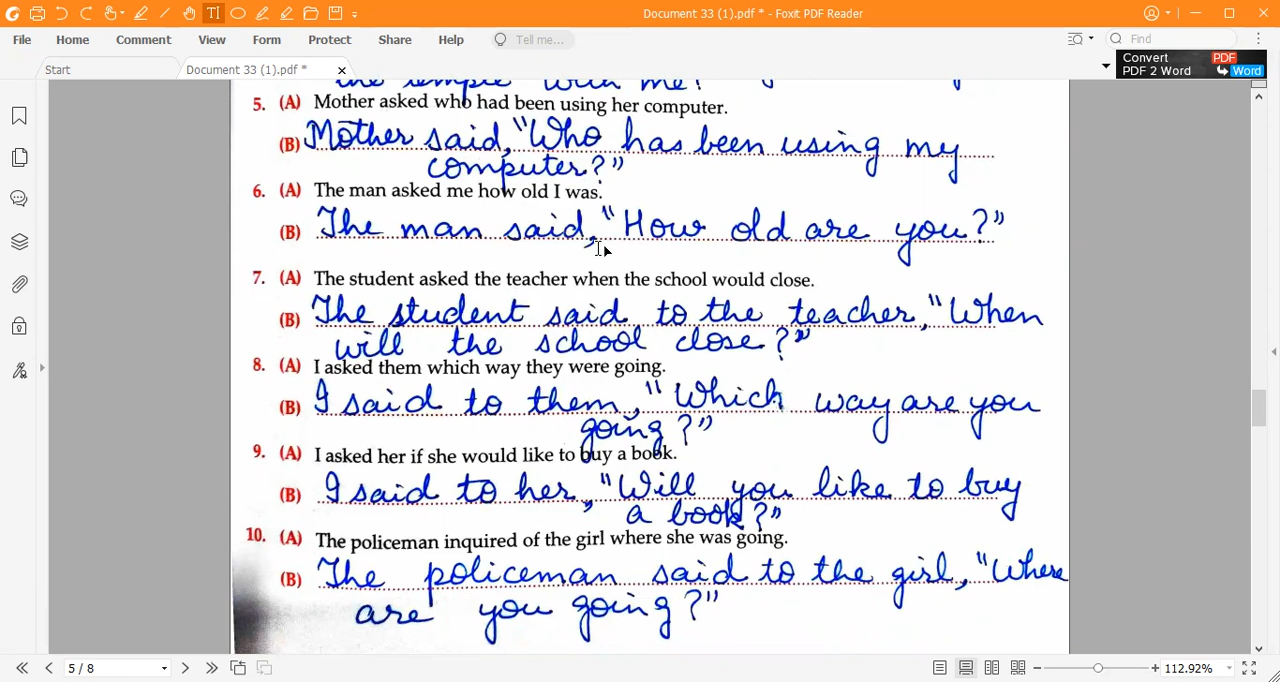 Document 33 (1).pdf * - Foxit PDF Reader
File Home Comment View Form Protect Share Help Tell me... Find
Start Document 33 (1).pdf *
Convert PDF
PDF 2 Word Word
the temple with me?
5. (A) Mother asked who had been using her computer.
(B) Mother said, "Who has been using my
computer?"
6. (A) The man asked me how old I was.
(B) The man said, "How old are you?"
7. (A) The student asked the teacher when the school would close.
(B) The student said to the teacher, "When
will the school close?"
8. (A) I asked them which way they were going.
(B) I said to them, "Which way are you
going?"
9. (A) I asked her if she would like to buy a book.
(B) I said to her, "Will you like to buy
a book?"
10. (A) The policeman inquired of the girl where she was going.
(B) The policeman said to the girl, "Where
are you going?"
5 / 8 112.92%